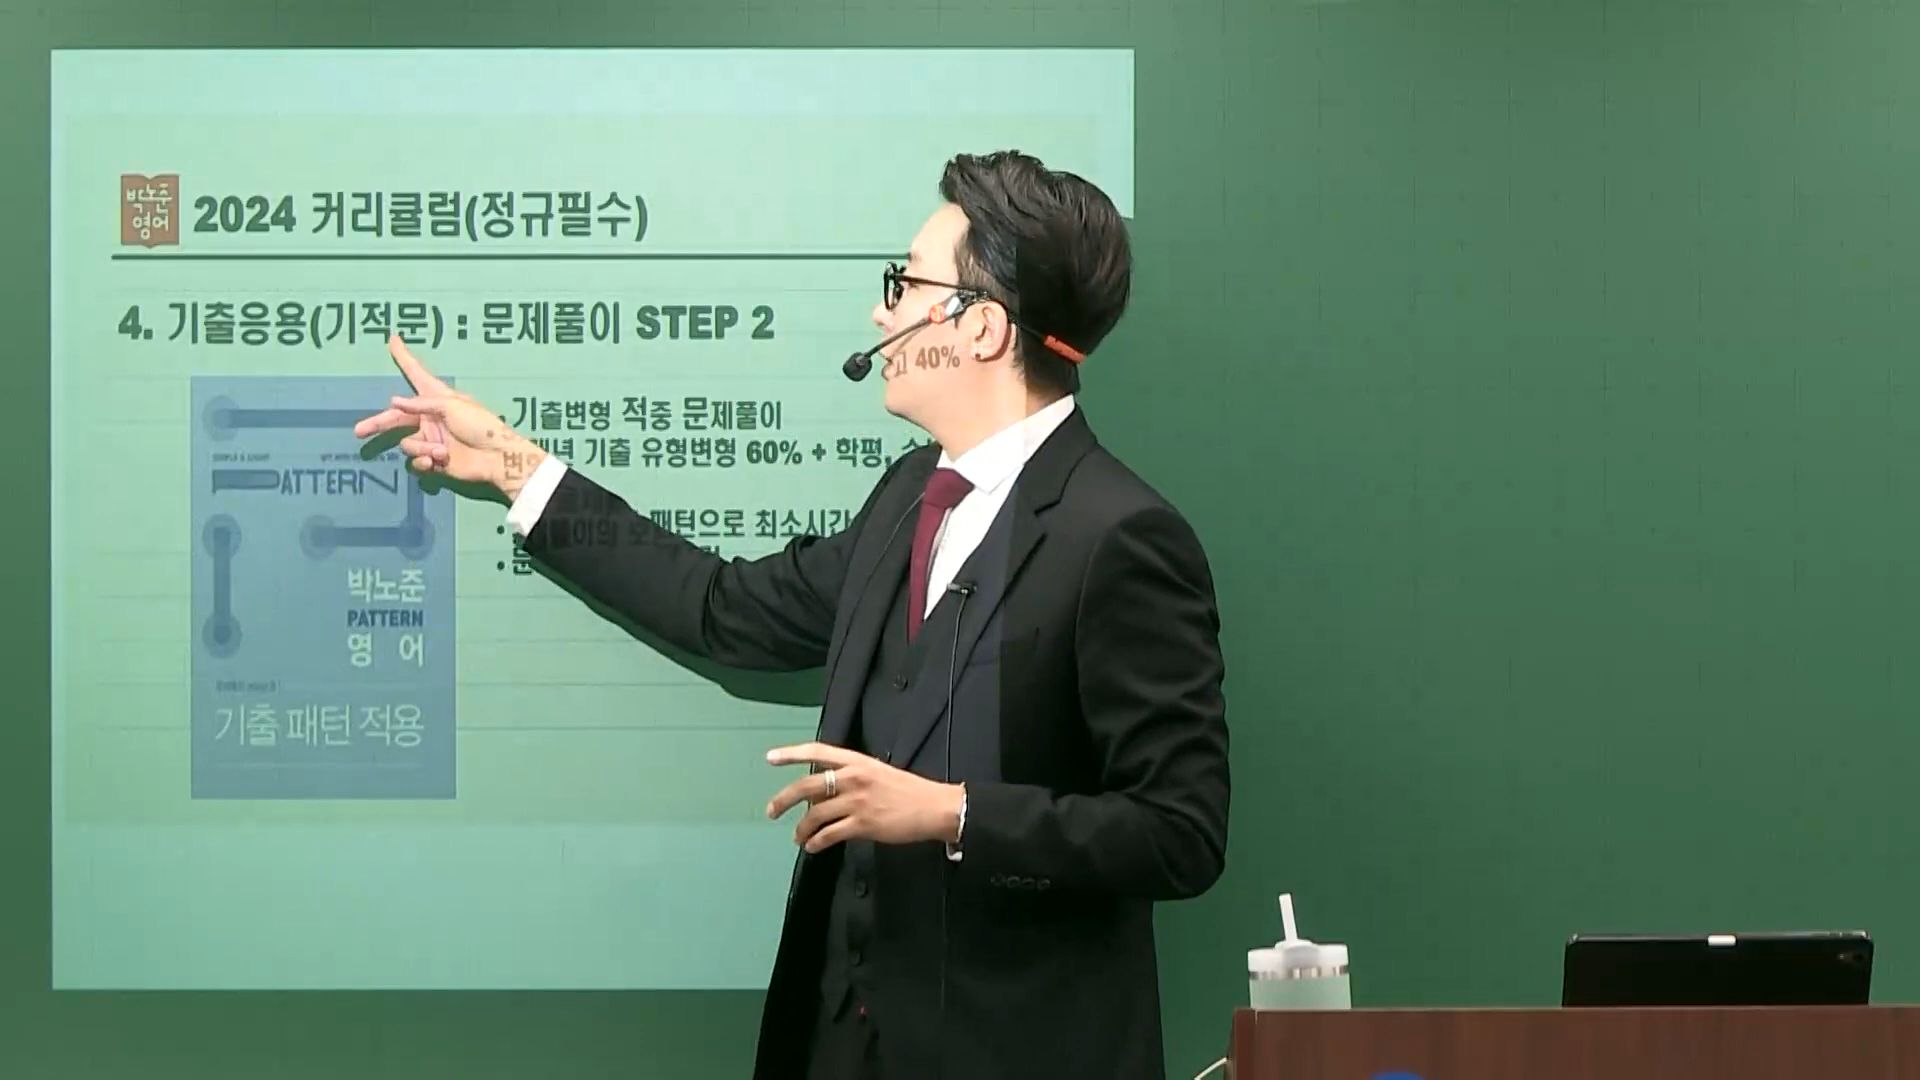 박노준
영어
2024 커리큘럼(정규필수)
4. 기출응용(기적문) : 문제풀이 STEP 2
고 40%
• 기출변형 적중 문제풀이
년 기출 유형변형 60% + 학평,
PATTERN
패턴으로 최소시간
박노준
PATTERN
영 어
기출 패턴 적용